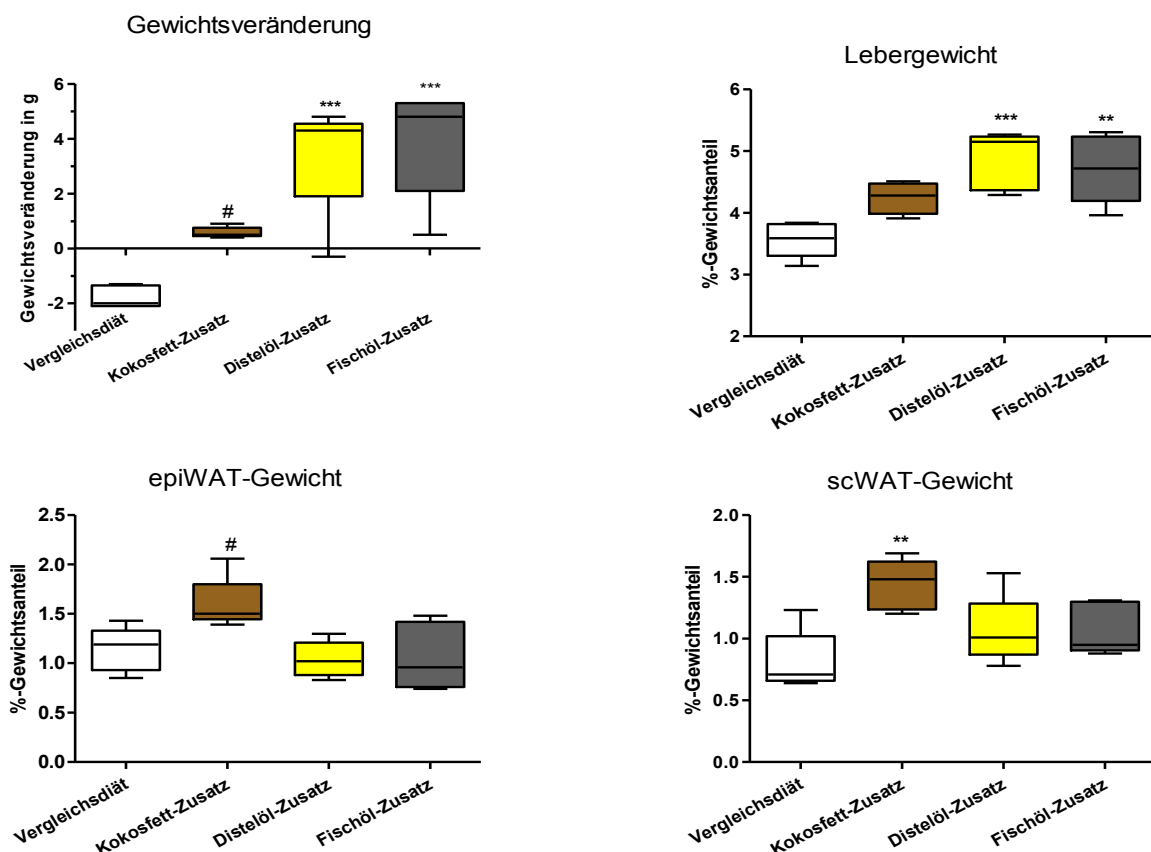 Gewichtsveränderung
Gewichtsveränderung in g
6
4
2
0
-2
#
***
***
Vergleichsdiät
Kokosfett-Zusatz
Distelöl-Zusatz
Fischöl-Zusatz
Lebergewicht
%-Gewichtsanteil
6
5
4
3
2
***
**
Vergleichsdiät
Kokosfett-Zusatz
Distelöl-Zusatz
Fischöl-Zusatz
epiWAT-Gewicht
%-Gewichtsanteil
2.5
2.0
1.5
1.0
0.5
0.0
#
Vergleichsdiät
Kokosfett-Zusatz
Distelöl-Zusatz
Fischöl-Zusatz
scWAT-Gewicht
%-Gewichtsanteil
2.0
1.5
1.0
0.5
0.0
**
Vergleichsdiät
Kokosfett-Zusatz
Distelöl-Zusatz
Fischöl-Zusatz